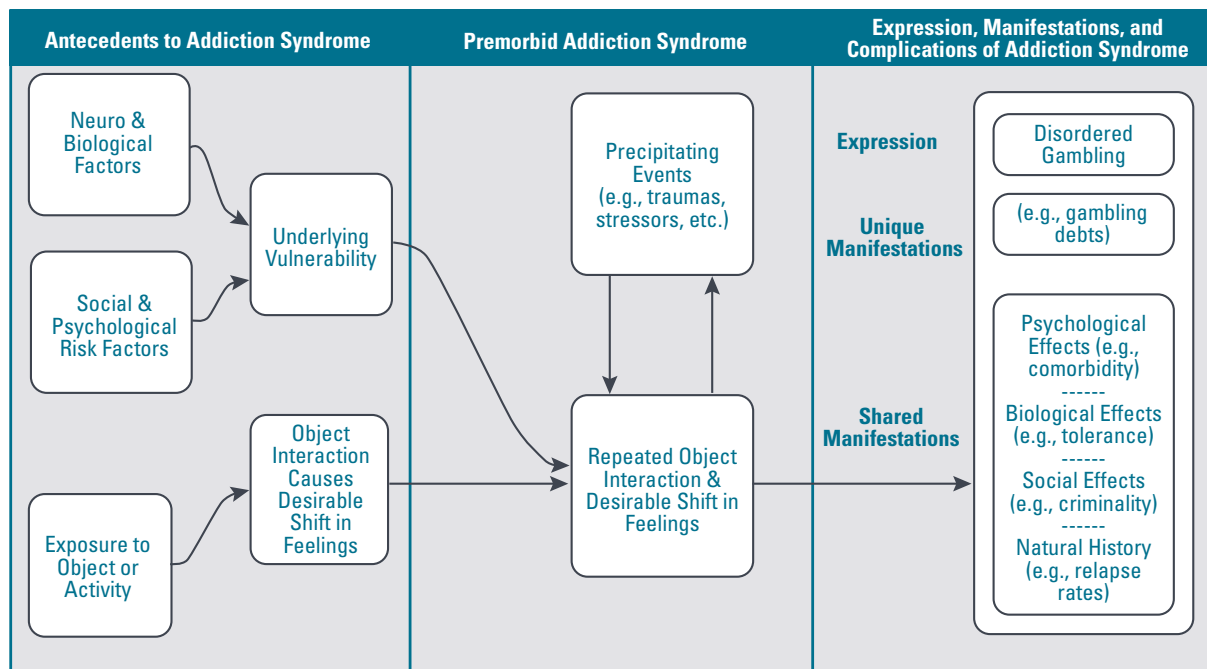 Antecedents to Addiction Syndrome
Premorbid Addiction Syndrome
Expression, Manifestations, and
Complications of Addiction Syndrome
Neuro &
Biological
Factors
Social &
Psychological
Risk Factors
Underlying
Vulnerability
Exposure to
Object or
Activity
Object
Interaction
Causes
Desirable
Shift in
Feelings
Precipitating
Events
(e.g., traumas,
stressors, etc.)
Repeated Object
Interaction &
Desirable Shift in
Feelings
Expression
Disordered
Gambling
Unique
Manifestations
(e.g., gambling
debts)
Shared
Manifestations
Psychological
Effects (e.g.,
comorbidity)
------
Biological Effects
(e.g., tolerance)
------
Social Effects
(e.g., criminality)
------
Natural History
(e.g., relapse
rates)